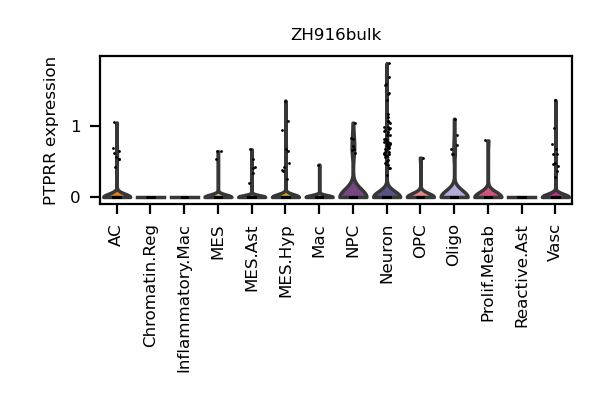 ZH916bulk
PTPRR expression
1
0
AC
Chromatin.Reg
Inflammatory.Mac
MES
MES.Ast
MES.Hyp
Mac
NPC
Neuron
OPC
Oligo
Prolif.Metab
Reactive.Ast
Vasc